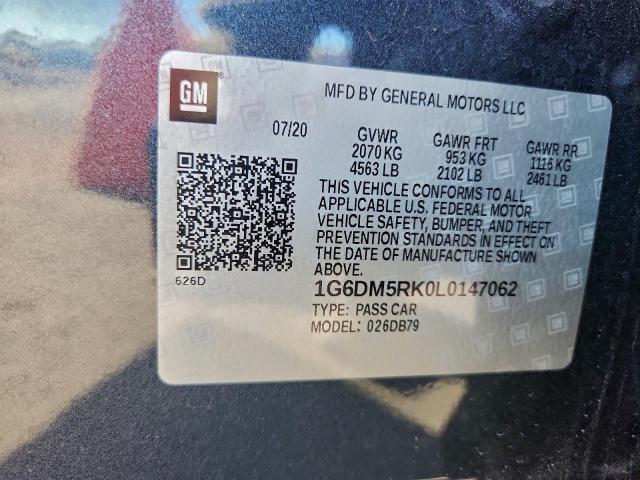 GM
MFD BY GENERAL MOTORS LLC
07/20
GVWR
2070 KG
4563 LB
GAWR FRT
953 KG
2102 LB
GAWR RR
1116 KG
2461 LB
THIS VEHICLE CONFORMS TO ALL
APPLICABLE U.S. FEDERAL MOTOR
VEHICLE SAFETY, BUMPER, AND THEFT
PREVENTION STANDARDS IN EFFECT ON
THE DATE OF MANUFACTURE SHOWN
ABOVE.
626D
1G6DM5RK0L0147062
TYPE: PASS CAR
MODEL: 026DB79